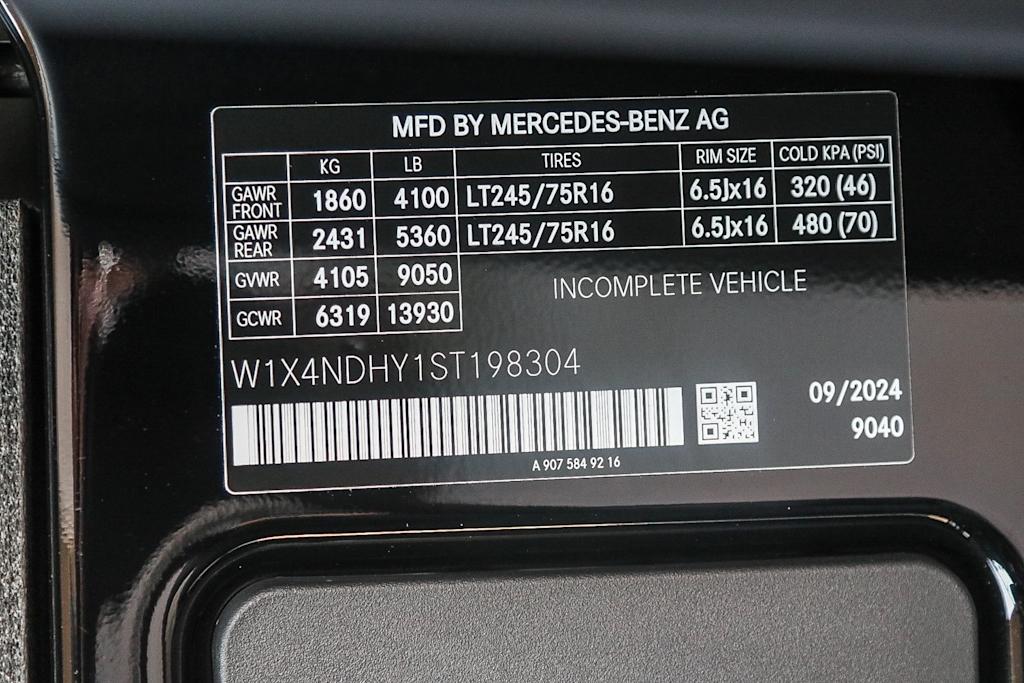 MFD BY MERCEDES-BENZ AG
KG LB TIRES RIM SIZE COLD KPA (PSI)
GAWR FRONT 1860 4100 LT245/75R16 6.5Jx16 320 (46)
GAWR REAR 2431 5360 LT245/75R16 6.5Jx16 480 (70)
GVWR 4105 9050
INCOMPLETE VEHICLE
GCWR 6319 13930
W1X4NDHY1ST198304
09/2024
9040
A 907 584 92 16